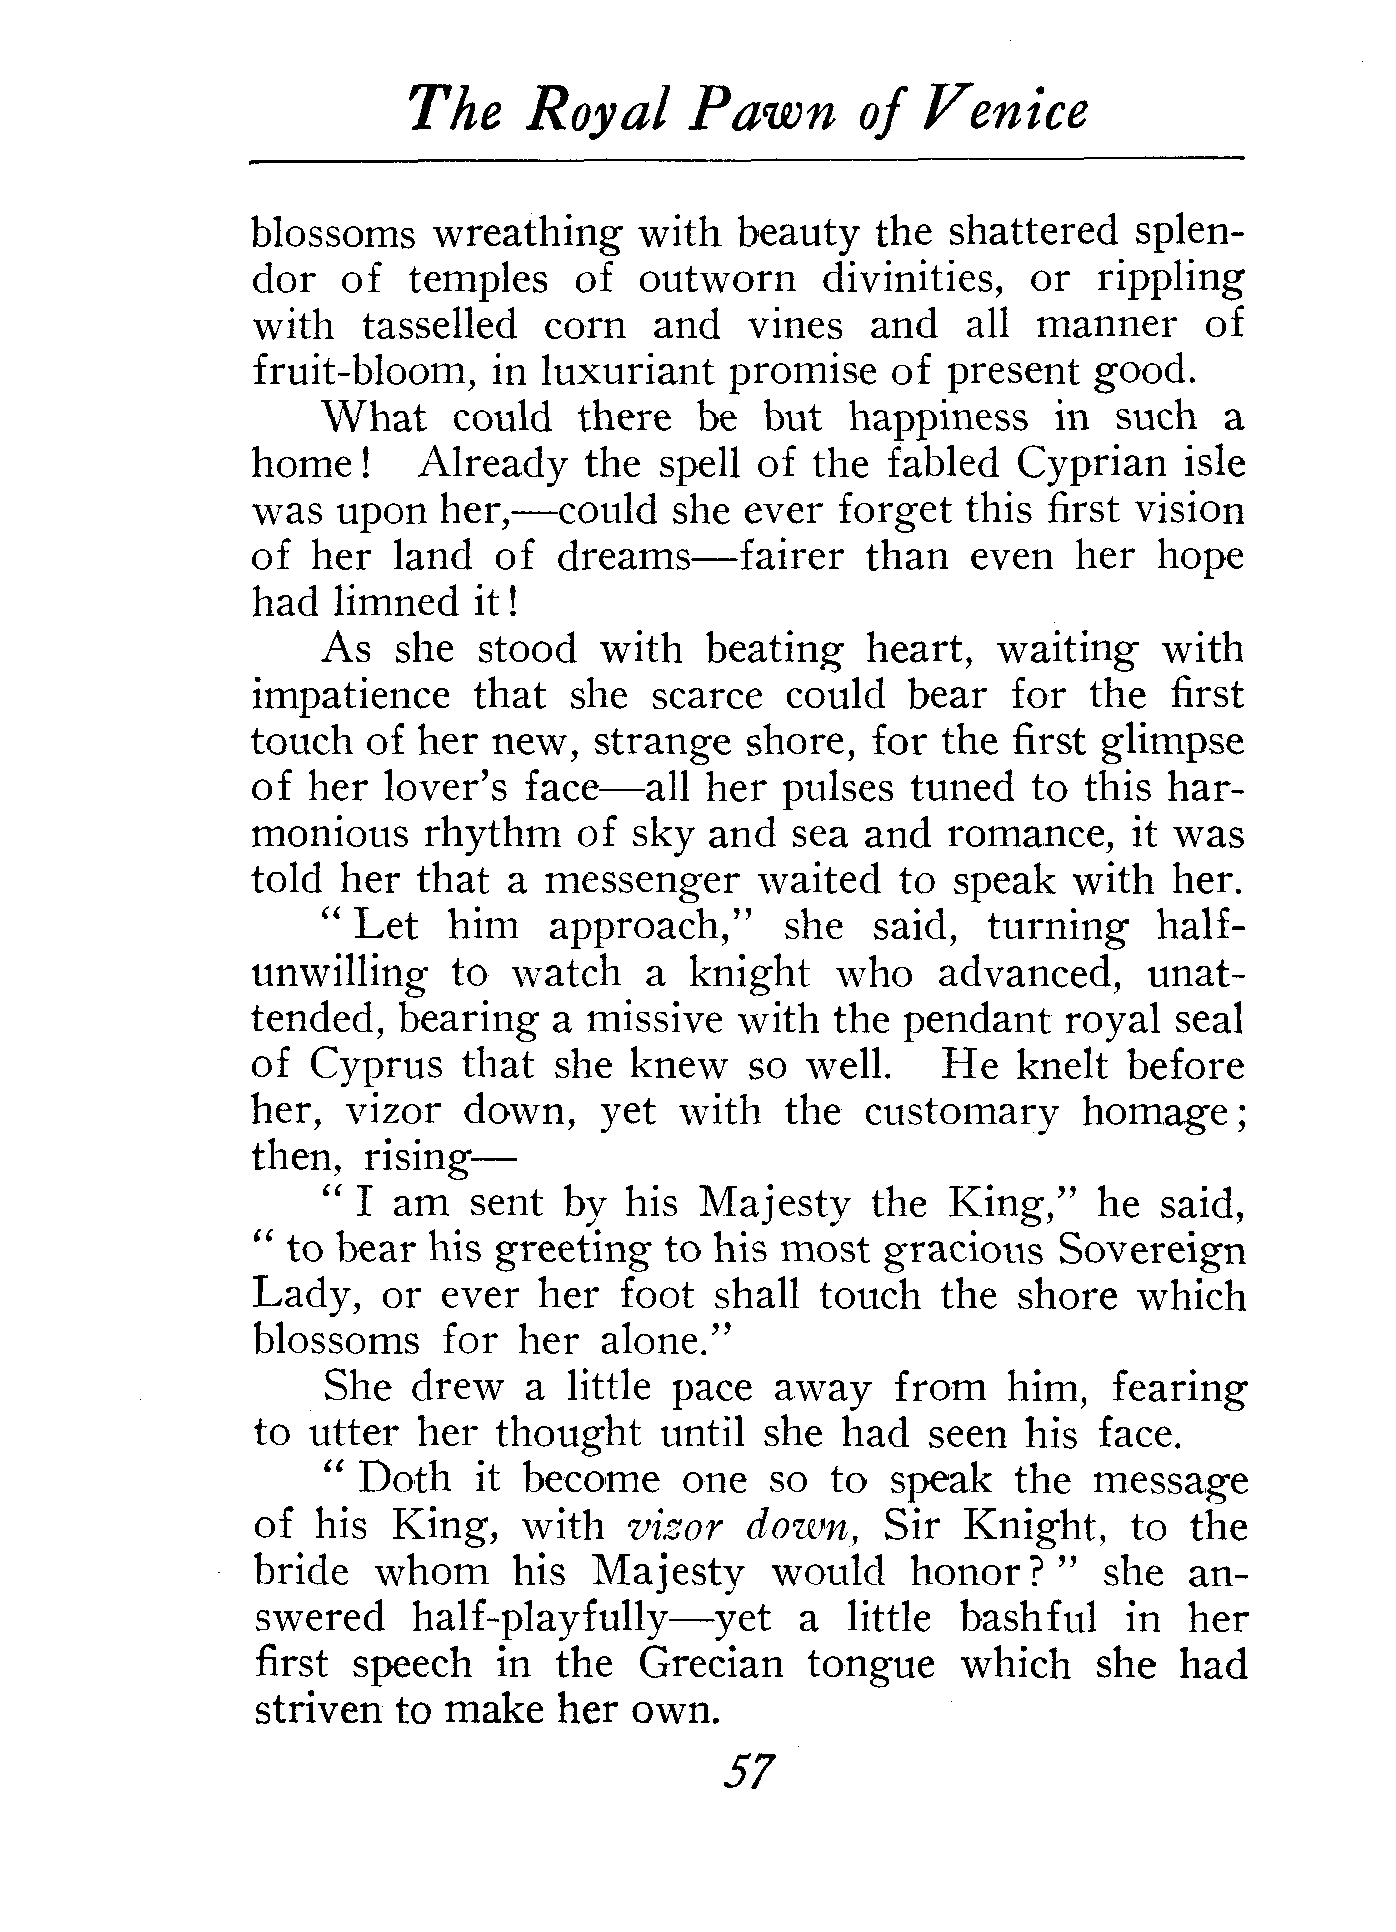 The Royal Pawn of Venice
blossoms wreathing with beauty the shattered splen-
dor of temples of outworn divinities, or rippling
with tasselled corn and vines and all manner of
fruit-bloom, in luxuriant promise of present good.
What could there be but happiness in such a
home! Already the spell of the fabled Cyprian isle
was upon her,—could she ever forget this first vision
of her land of dreams—fairer than even her hope
had limned it!
As she stood with beating heart, waiting with
impatience that she scarce could bear for the first
touch of her new, strange shore, for the first glimpse
of her lover's face—all her pulses tuned to this har-
monious rhythm of sky and sea and romance, it was
told her that a messenger waited to speak with her.
"Let him approach," she said, turning half-
unwilling to watch a knight who advanced, unat-
tended, bearing a missive with the pendant royal seal
of Cyprus that she knew so well. He knelt before
her, vizor down, yet with the customary homage;
then, rising—
"I am sent by his Majesty the King," he said,
"to bear his greeting to his most gracious Sovereign
Lady, or ever her foot shall touch the shore which
blossoms for her alone."
She drew a little pace away from him, fearing
to utter her thought until she had seen his face.
"Doth it become one so to speak the message
of his King, with vizor down, Sir Knight, to the
bride whom his Majesty would honor?" she an-
swered half-playfully—yet a little bashful in her
first speech in the Grecian tongue which she had
striven to make her own.
57